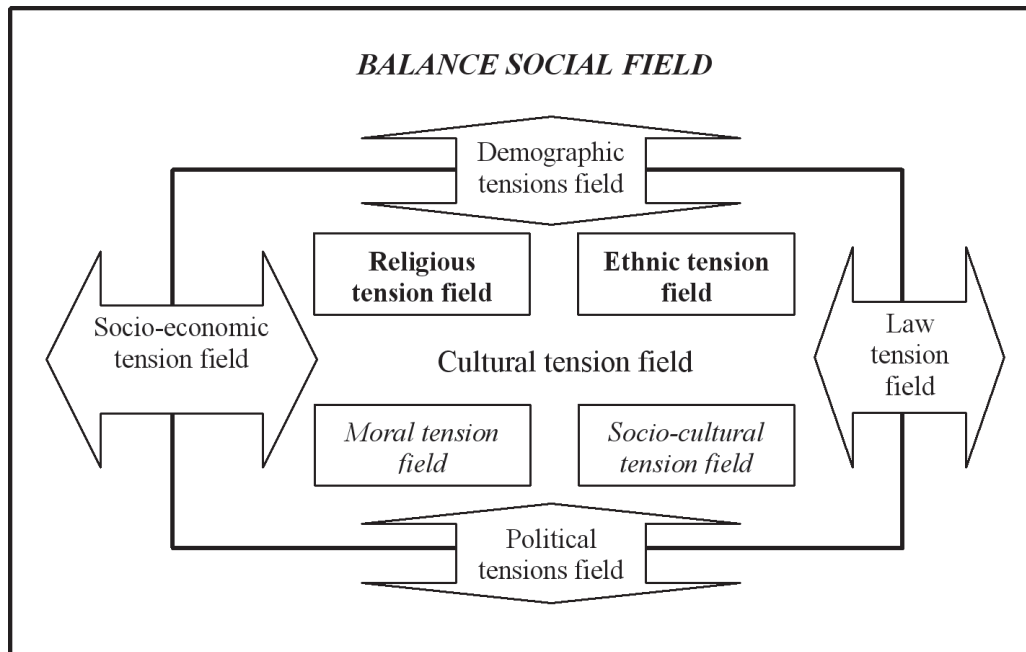 BALANCE SOCIAL FIELD
Demographic
tensions field
Religious
tension field
Ethnic tension
field
Socio-economic
tension field
Cultural tension field
Law
tension
field
Moral tension
field
Socio-cultural
tension field
Political
tensions field